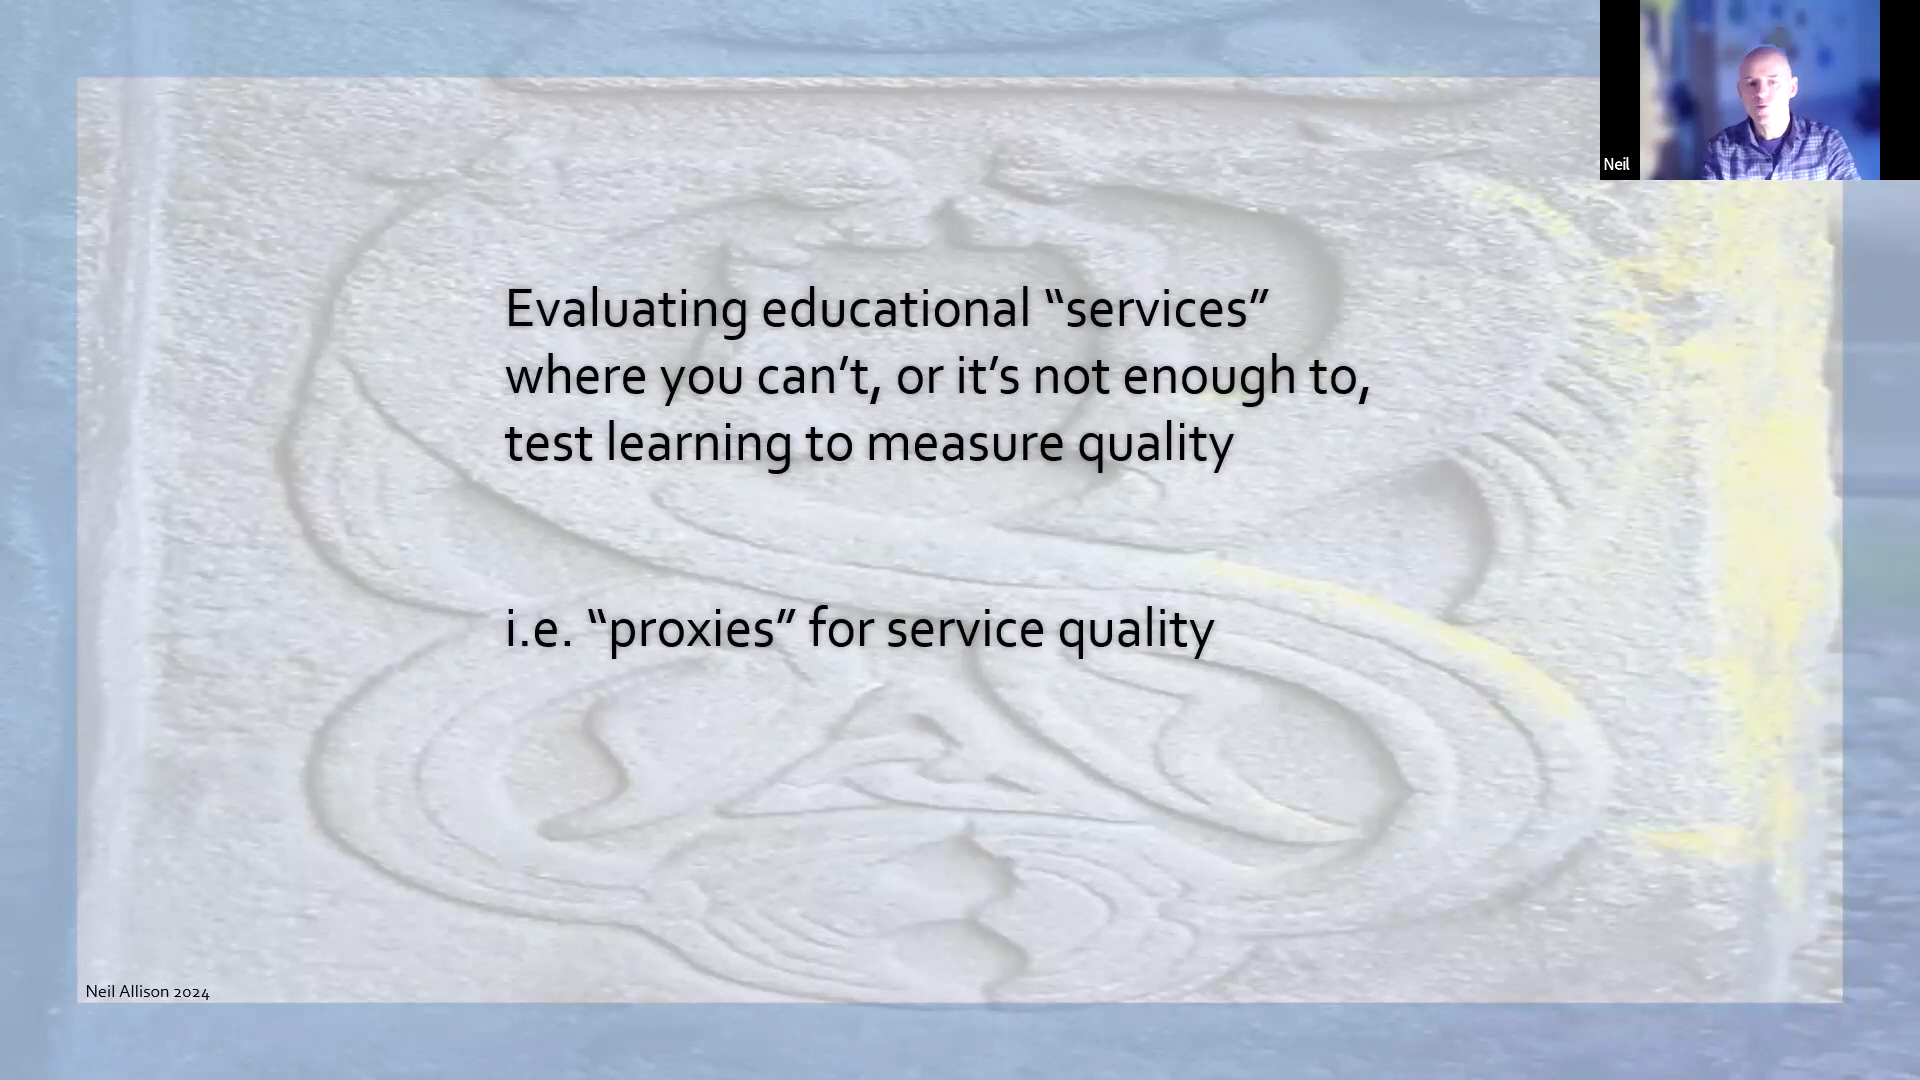 Neil
Evaluating educational “services”
where you can’t, or it’s not enough to,
test learning to measure quality
i.e. “proxies” for service quality
Neil Allison 2024